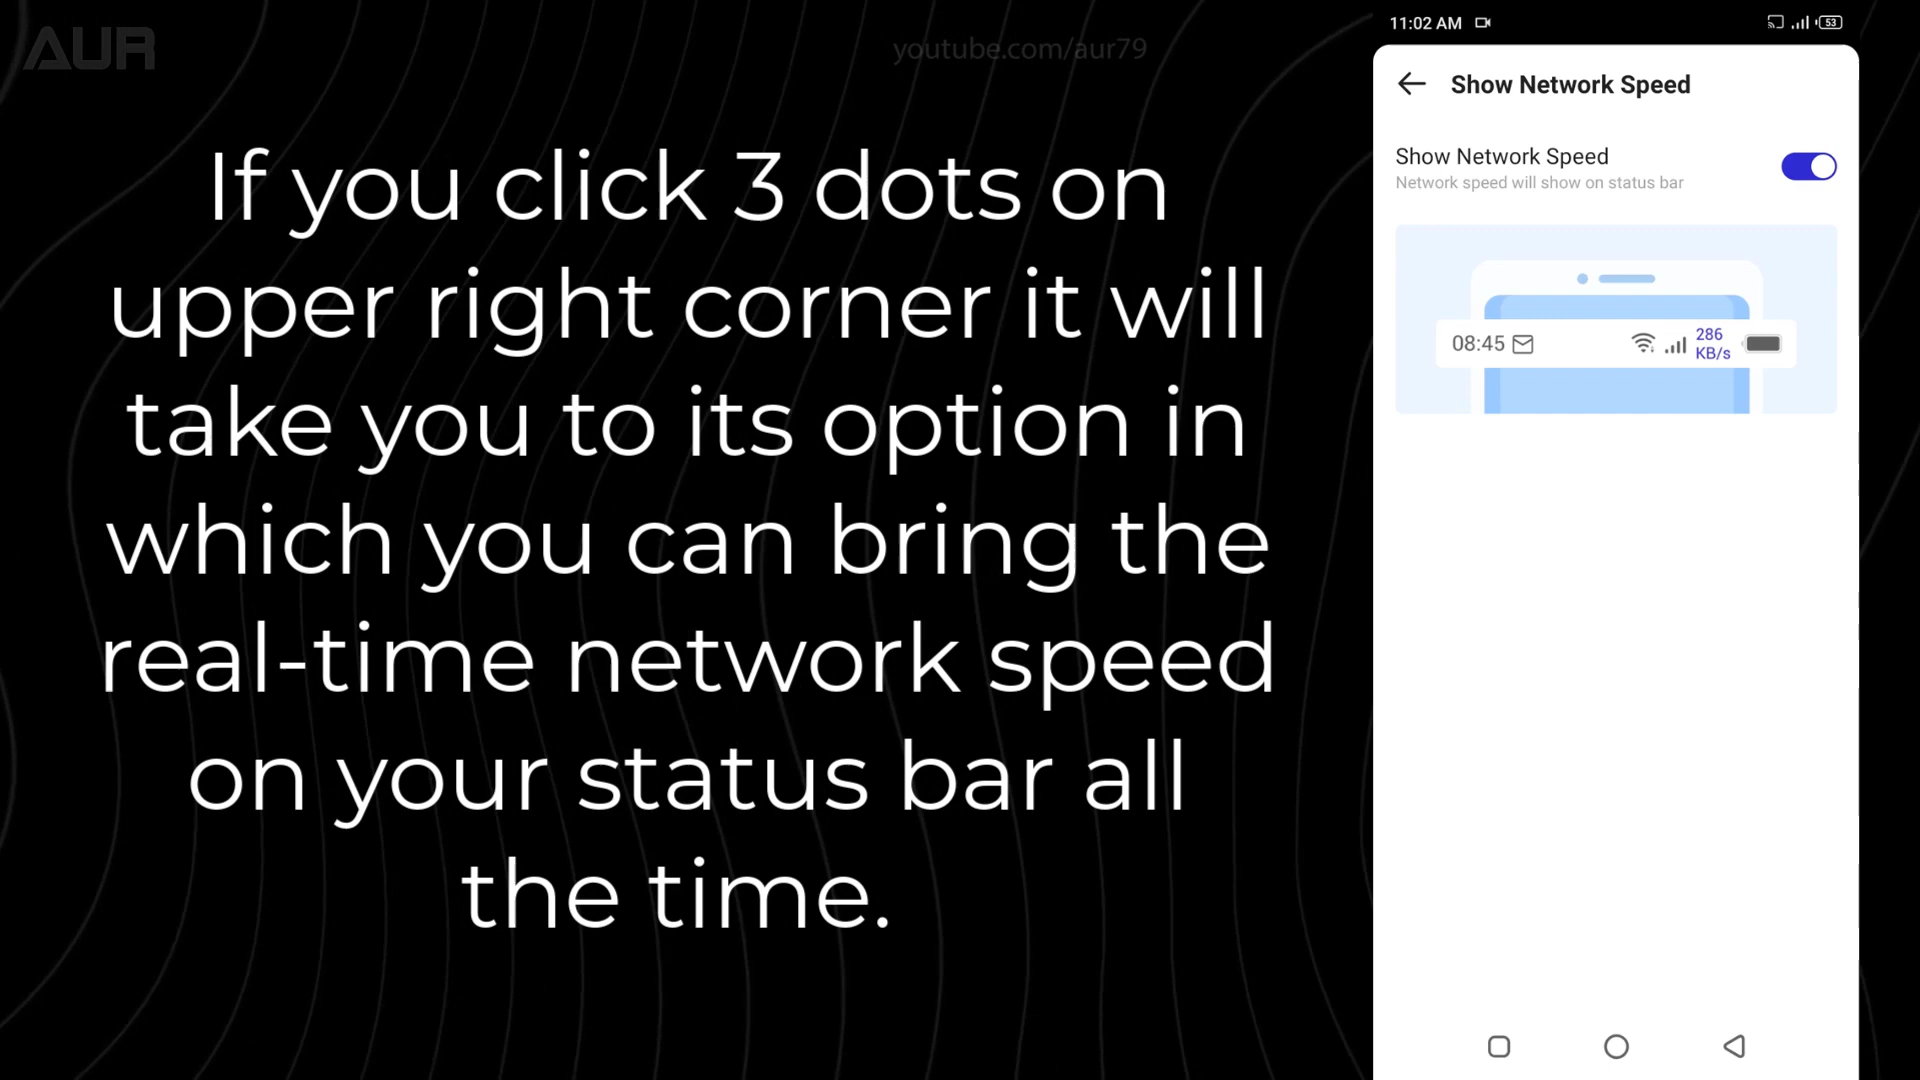 AUR
youtube.com/aur79
If you click 3 dots on
upper right corner it will
take you to its option in
which you can bring the
real-time network speed
on your status bar all
the time.
11:02 AM
53
Show Network Speed
Show Network Speed
Network speed will show on status bar
08:45
286
KB/s